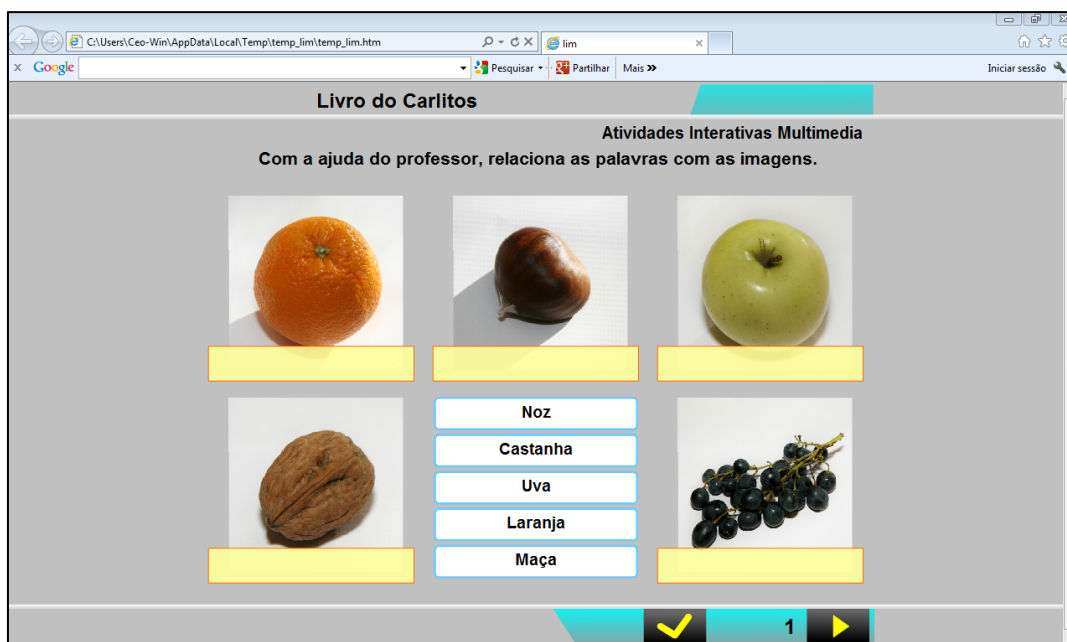 C:\Users\Ceo-Win\AppData\Local\Temp\temp_lim\temp_lim.htm
lim
x Google Pesquisar Partilhar Mais » Iniciar sessão
Livro do Carlitos
Atividades Interativas Multimedia
Com a ajuda do professor, relaciona as palavras com as imagens.
Noz
Castanha
Uva
Laranja
Maça
1